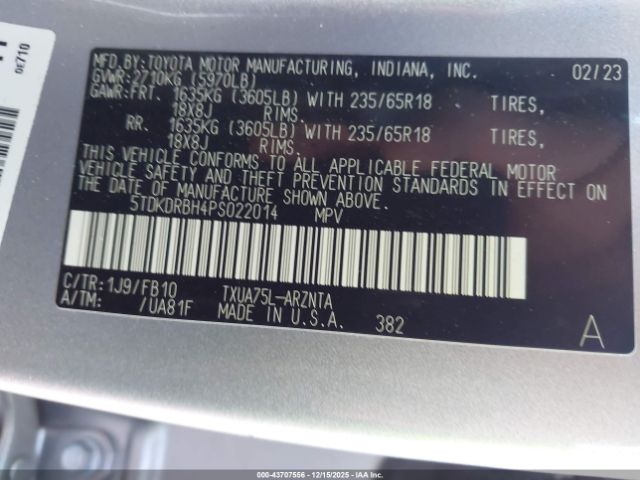 0E710
MFD.BY:TOYOTA MOTOR MANUFACTURING, INDIANA, INC. 02/23
GVWR:2710KG (5970LB)
GAWR:FRT. 1635KG (3605LB) WITH 235/65R18 TIRES,
18X8J RIMS.
RR. 1635KG (3605LB) WITH 235/65R18 TIRES,
18X8J RIMS.
THIS VEHICLE CONFORMS TO ALL APPLICABLE FEDERAL MOTOR
VEHICLE SAFETY AND THEFT PREVENTION STANDARDS IN EFFECT ON
THE DATE OF MANUFACTURE SHOWN ABOVE.
5TDKDRBH4PS022014 MPV
C/TR:1J9/FB10 TXUA75L-ARZNTA
A/TM: /UA81F MADE IN U.S.A. 382
A
000-43707556 - 12/15/2025 - COPART.COM